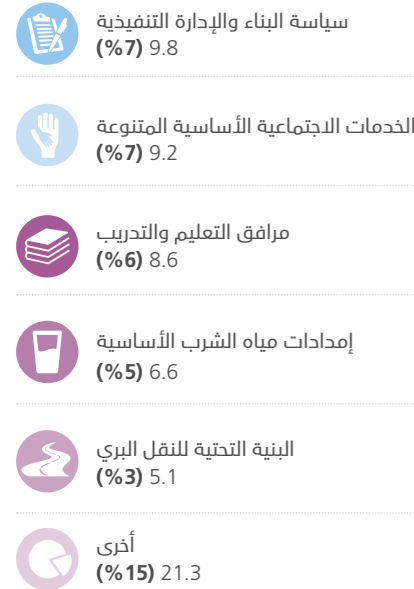 سياسة البناء والإدارة التنفيذية
9.8 (%7)
الخدمات الاجتماعية الأساسية المتنوعة
9.2 (%7)
مرافق التعليم والتدريب
8.6 (%6)
إمدادات مياه الشرب الأساسية
6.6 (%5)
البنية التحتية للنقل البري
5.1 (%3)
أخرى
21.3 (%15)